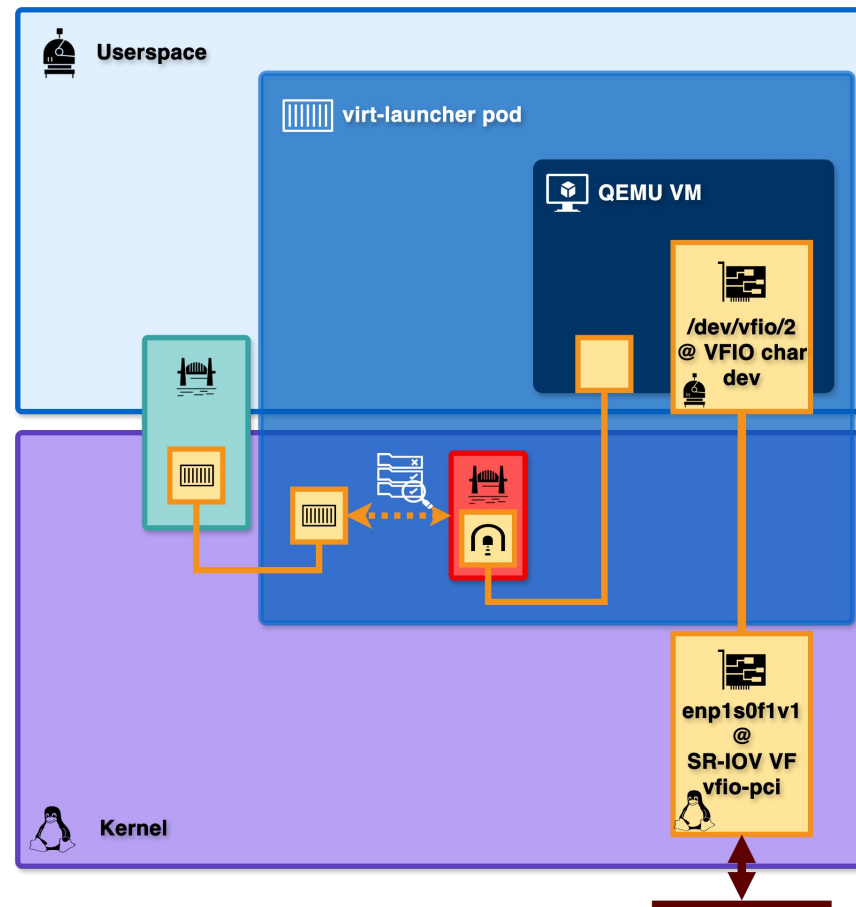 Userspace
virt-launcher pod
QEMU VM
/dev/vfio/2
@ VFIO char
dev
enp1s0f1v1
@
SR-IOV VF
vfio-pci
Kernel